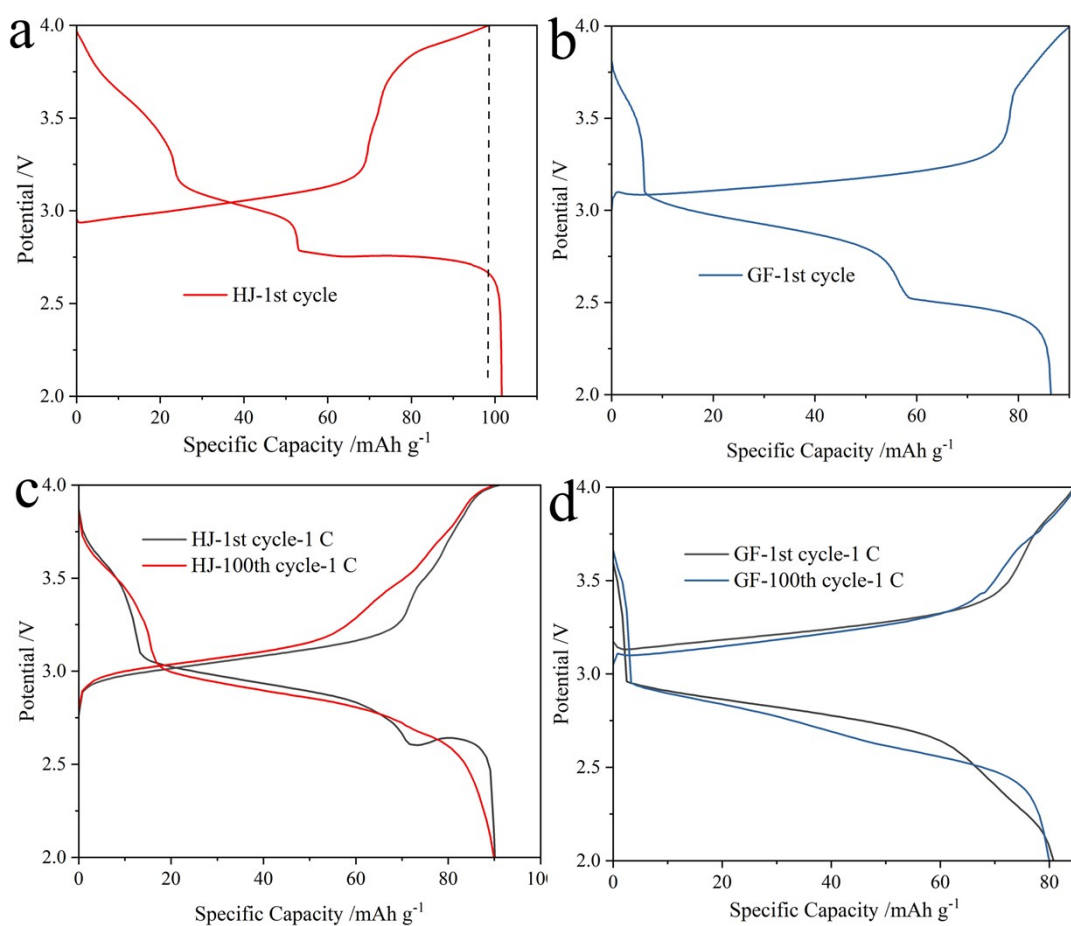 a
4.0
3.5
3.0
2.5
2.0
Potential /V
HJ-1st cycle
0 20 40 60 80 100
Specific Capacity /mAh g⁻¹
b
4.0
3.5
3.0
2.5
2.0
Potential /V
GF-1st cycle
0 20 40 60 80
Specific Capacity /mAh g⁻¹
c
4.0
3.5
3.0
2.5
2.0
Potential /V
HJ-1st cycle-1 C
HJ-100th cycle-1 C
0 20 40 60 80 10
Specific Capacity /mAh g⁻¹
d
4.0
3.5
3.0
2.5
2.0
Potential /V
GF-1st cycle-1 C
GF-100th cycle-1 C
0 20 40 60 80
Specific Capacity /mAh g⁻¹